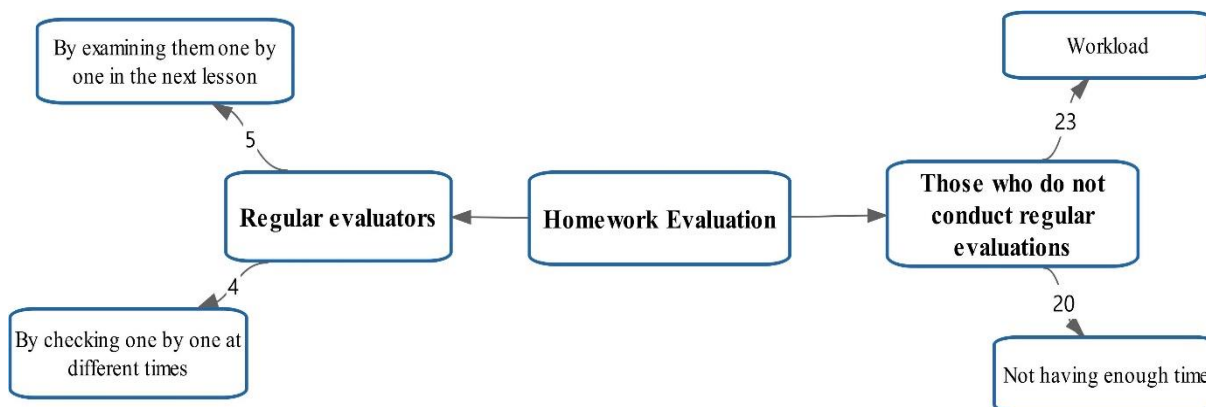 By examining them one by
one in the next lesson
Workload
5
23
Regular evaluators
Homework Evaluation
Those who do not
conduct regular
evaluations
4
20
By checking one by one at
different times
Not having enough time